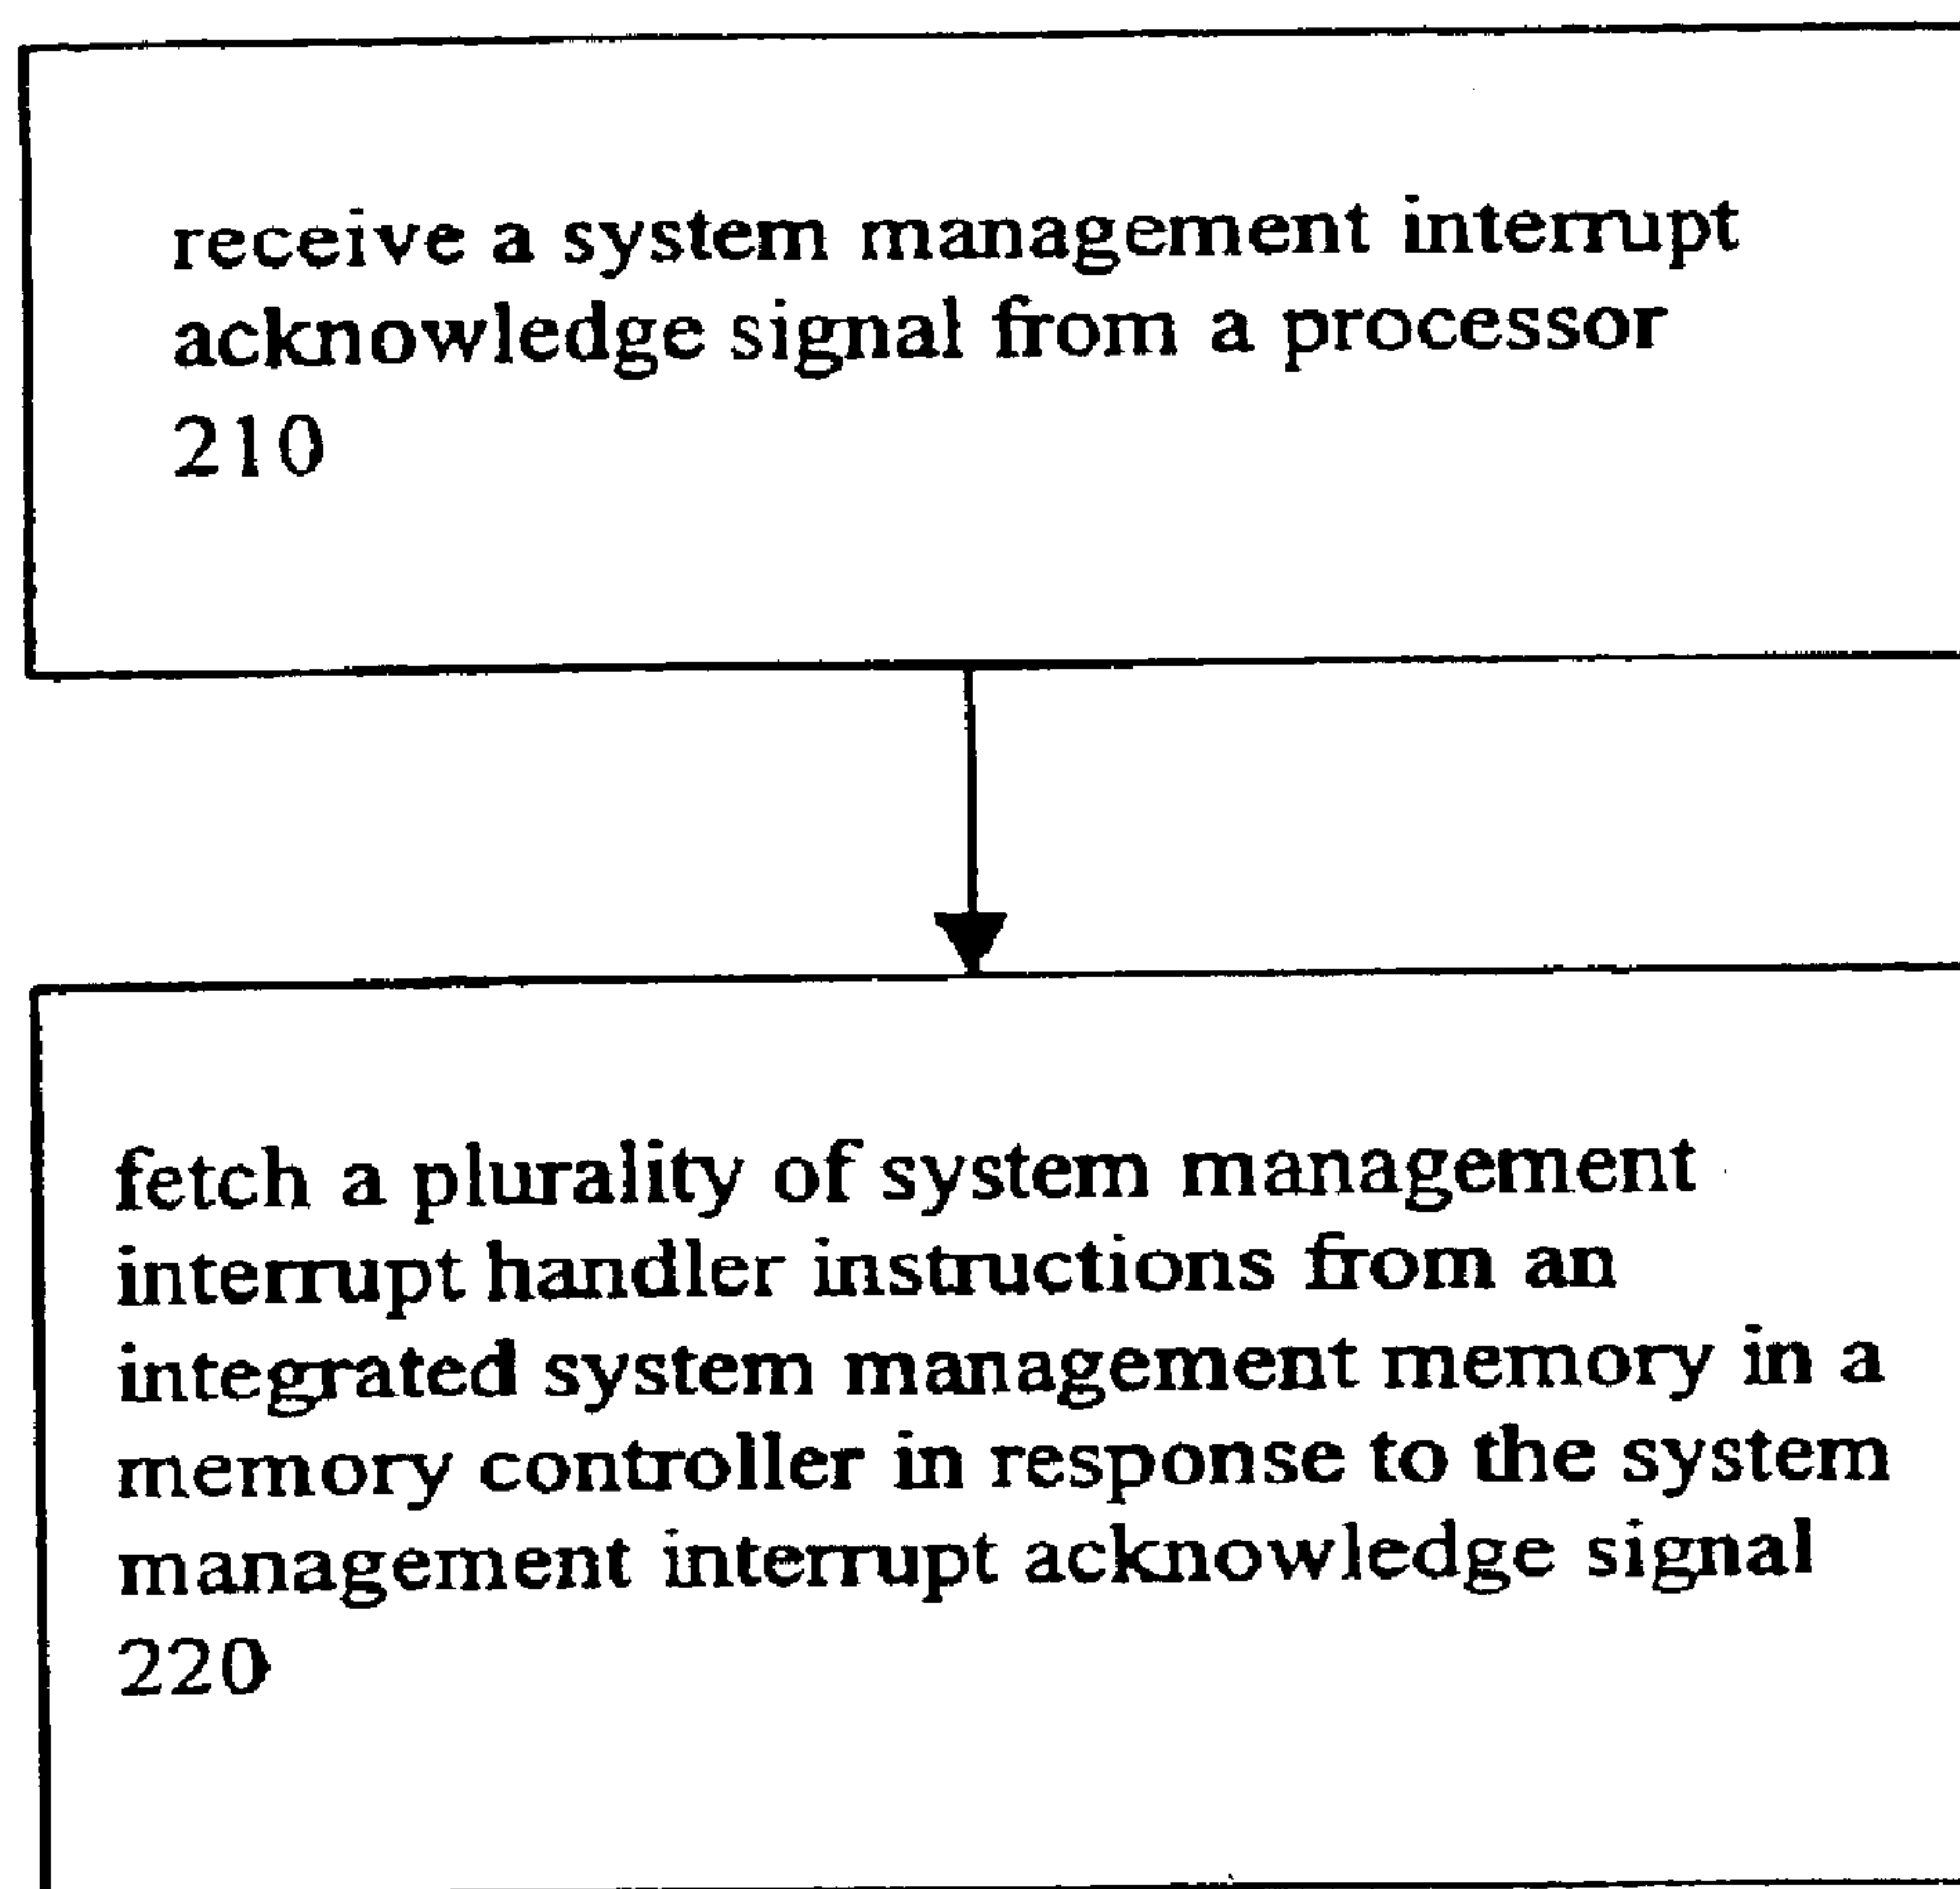 receive a system management interrupt
acknowledge signal from a processor
210
fetch a plurality of system management
interrupt handler instructions from an
integrated system management memory in a
memory controller in response to the system
management interrupt acknowledge signal
220